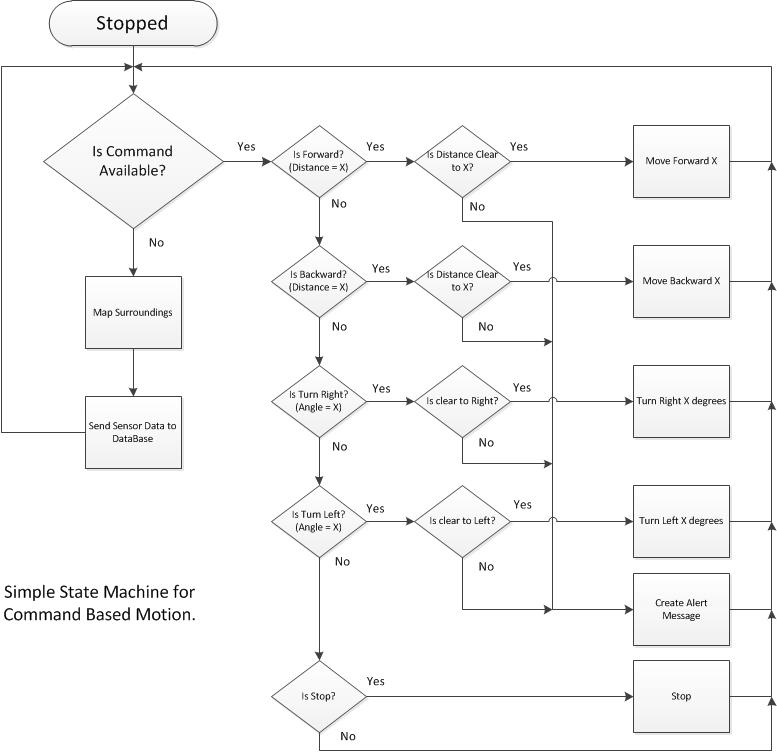 Stopped
Is Command
Available?
Yes
Is Forward?
(Distance = X)
Yes
Is Distance Clear
to X?
Yes
Move Forward X
No
No
No
Map Surroundings
Is Backward?
(Distance = X)
Yes
Is Distance Clear
to X?
Yes
Move Backward X
No
No
Send Sensor Data to
DataBase
Is Turn Right?
(Angle = X)
Yes
Is clear to Right?
Yes
Turn Right X degrees
No
No
Is Turn Left?
(Angle = X)
Yes
Is clear to Left?
Yes
Turn Left X degrees
No
No
Create Alert
Message
Simple State Machine for
Command Based Motion.
Is Stop?
Yes
Stop
No